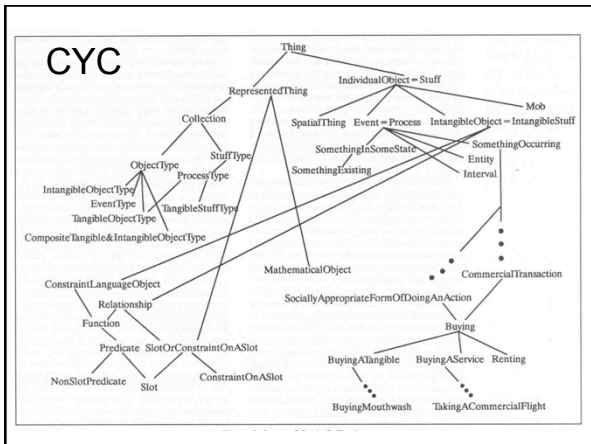 CYC
Thing
IndividualObject = Stuff
RepresentedThing
Mob
Collection
SpatialThing Event = Process IntangibleObject = IntangibleStuff
SomethingInSomeState SomethingOccurring
StuffType
ObjectType
Entity
ProcessType
SomethingExisting
Interval
IntangibleObjectType
EventType
TangibleStuffType
TangibleObjectType
CompositeTangible&IntangibleObjectType
MathematicalObject
CommercialTransaction
ConstraintLanguageObject
SociallyAppropriateFormOfDoingAnAction
Relationship
Function
Buying
Predicate SlotOrConstraintOnASlot
BuyingATangible BuyingAService Renting
NonSlotPredicate
Slot
ConstraintOnASlot
BuyingMouthwash TakingACommercialFlight